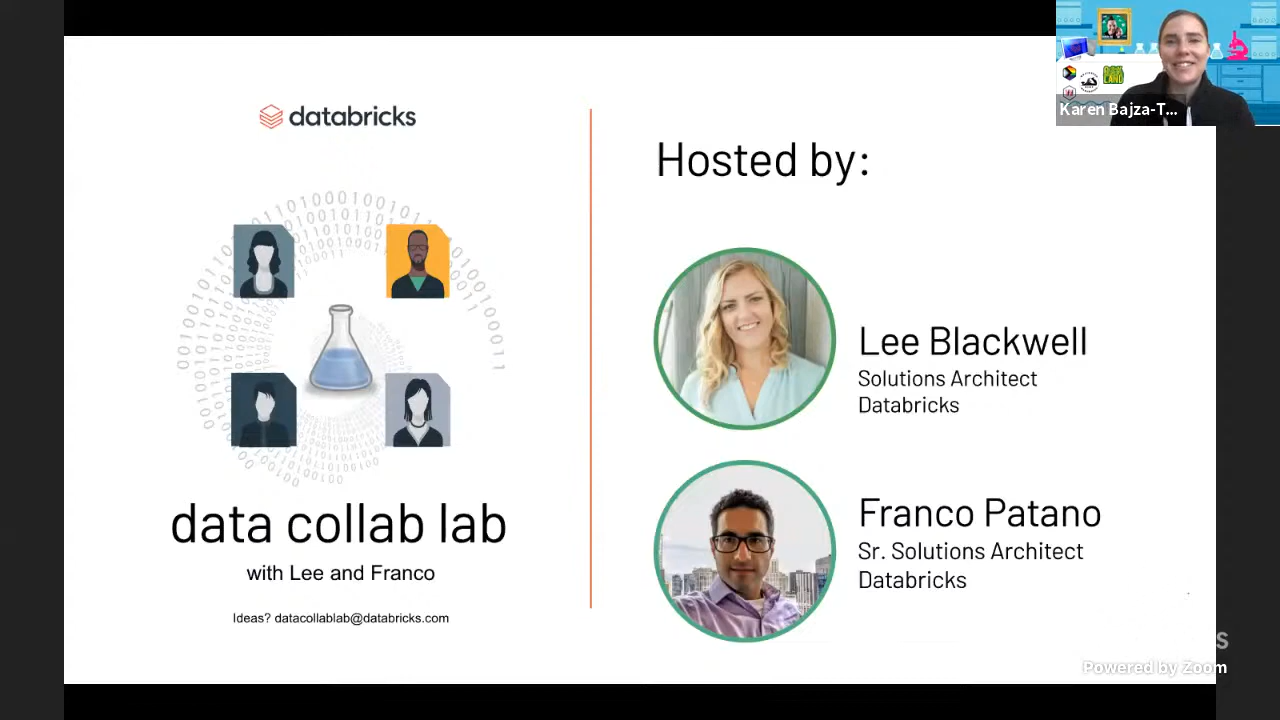 databricks
data collab lab
with Lee and Franco
Ideas? datacollablab@databricks.com
Hosted by:
Lee Blackwell
Solutions Architect
Databricks
Franco Patano
Sr. Solutions Architect
Databricks
Karen Bajza-T...
Powered by Zoom